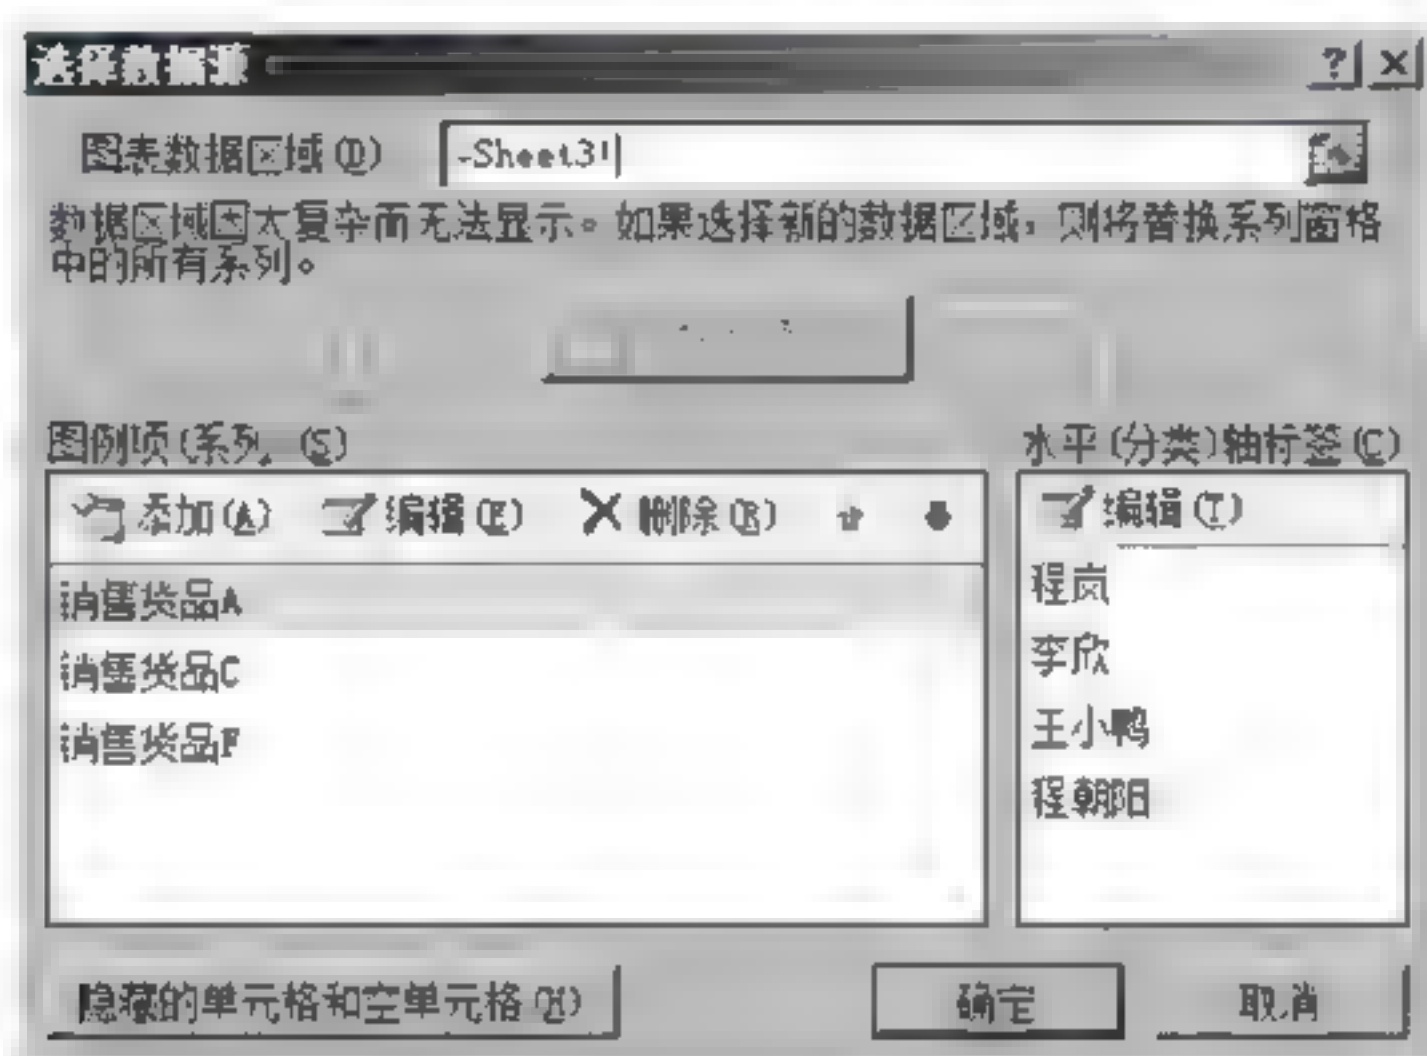 选择数据源
? ×
图表数据区域(D)
-Sheet3!
数据区域因太复杂而无法显示。如果选择新的数据区域,则将替换系列窗格
中的所有系列。
图例项(系列 (S)
水平(分类)轴标签(C)
添加(A) 编辑(E) 删除(R)
编辑(T)
销售货品A
销售货品C
销售货品F
程岚
李欣
王小鸭
程朝阳
隐藏的单元格和空单元格(H)
确定
取消